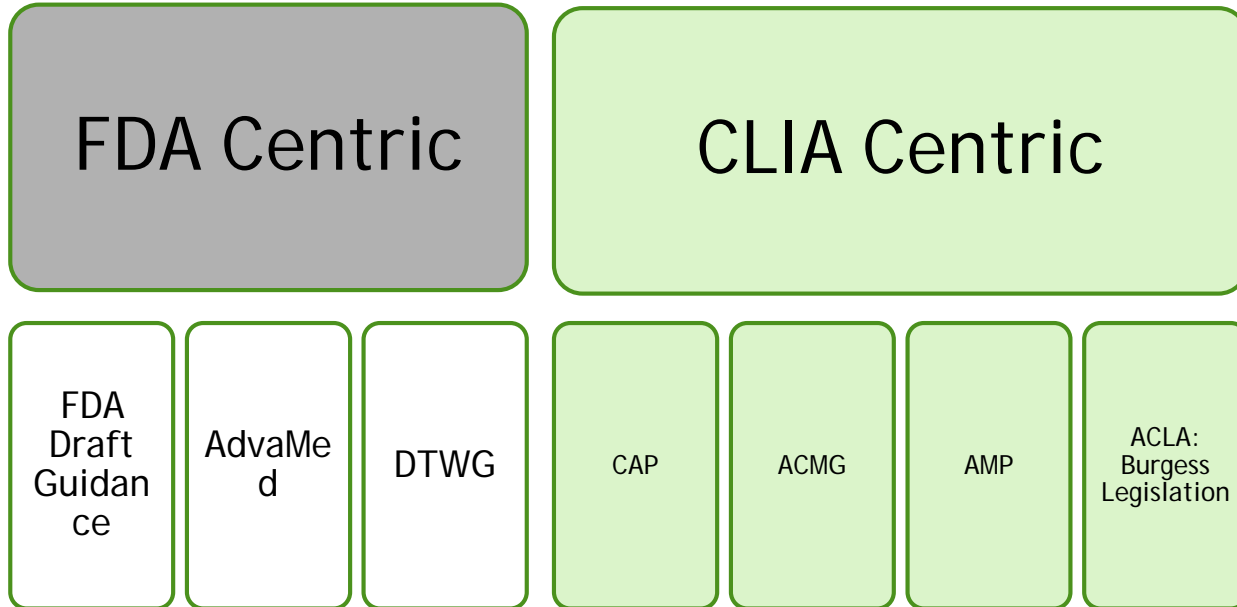 FDA Centric
CLIA Centric
FDA
Draft
Guidan
ce
AdvaMe
d
DTWG
CAP
ACMG
AMP
ACLA:
Burgess
Legislation